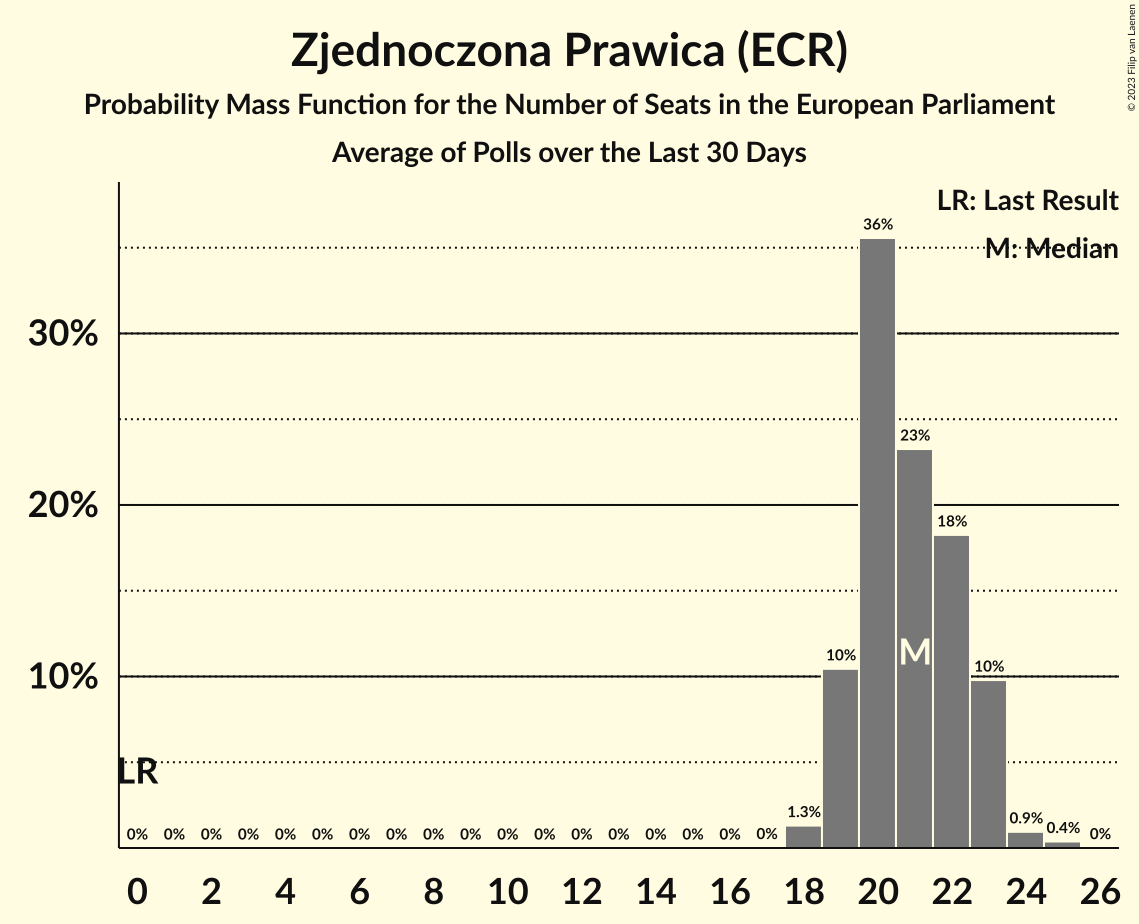 © 2023 Filip van Laenen
Zjednoczona Prawica (ECR)
Probability Mass Function for the Number of Seats in the European Parliament
Average of Polls over the Last 30 Days
LR: Last Result
M: Median
36%
30%
23%
20%
18%
10%
10%
10%
M
LR
1.3%
0.9%
0.4%
0% 0% 0% 0% 0% 0% 0% 0% 0% 0% 0% 0% 0% 0% 0% 0% 0% 0% 0%
0 2 4 6 8 10 12 14 16 18 20 22 24 26